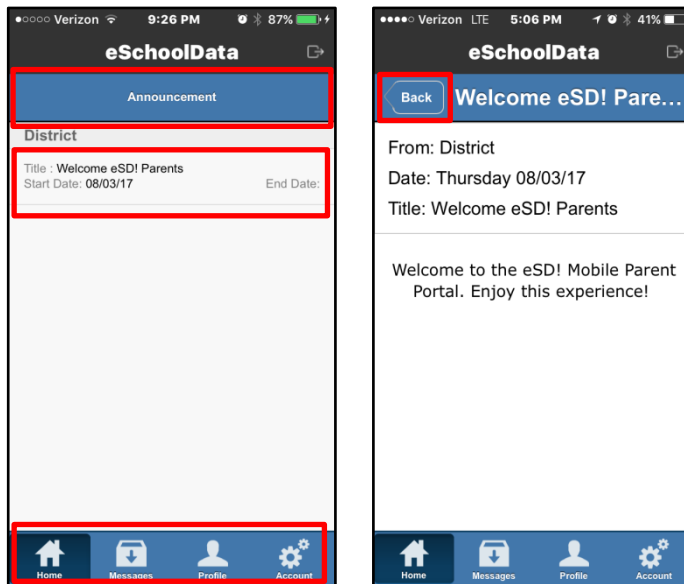 Verizon 9:26 PM 87%
eSchoolData
Announcement
District
Title : Welcome eSD! Parents
Start Date: 08/03/17 End Date:
Home Messages Profile Account
Verizon LTE 5:06 PM 41%
eSchoolData
Back Welcome eSD! Pare...
From: District
Date: Thursday 08/03/17
Title: Welcome eSD! Parents
Welcome to the eSD! Mobile Parent
Portal. Enjoy this experience!
Home Messages Profile Account